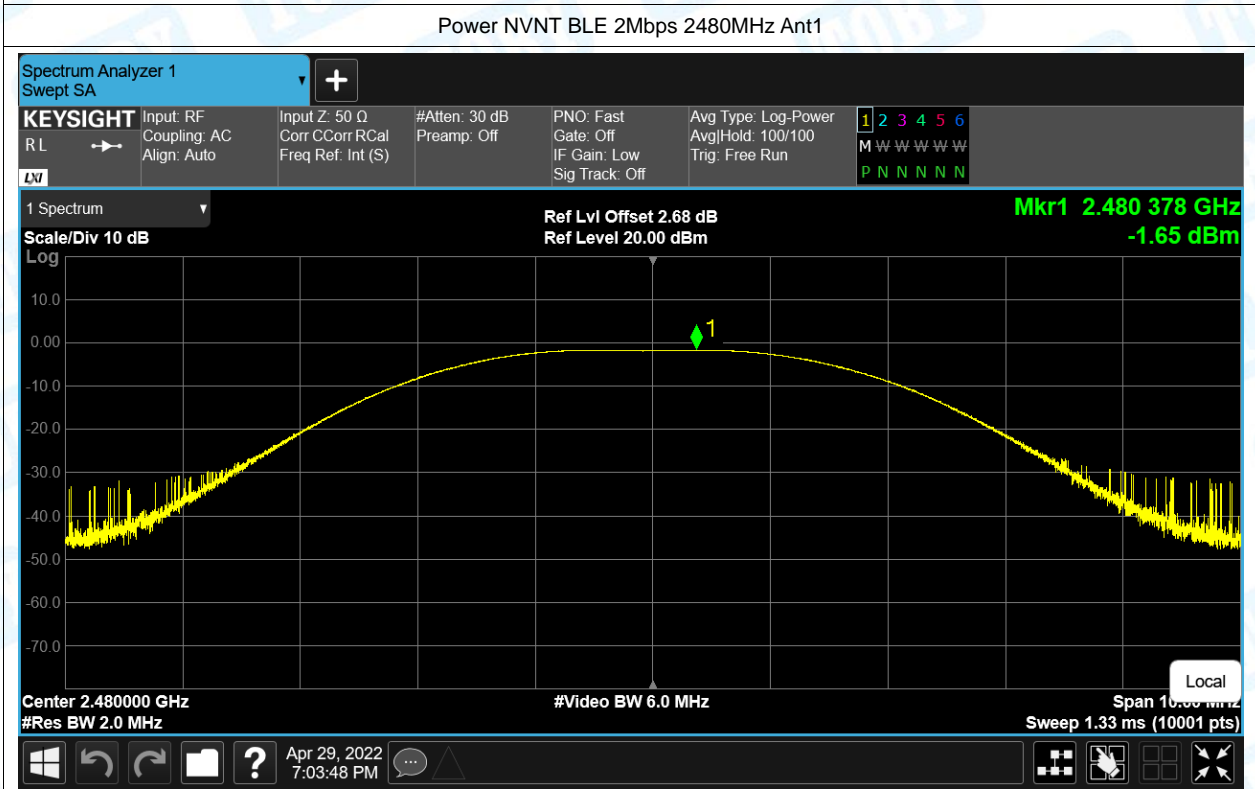 Power NVNT BLE 2Mbps 2480MHz Ant1
Spectrum Analyzer 1
Swept SA
+
KEYSIGHT
R L
LXI
Input: RF
Coupling: AC
Align: Auto
Input Z: 50 Ω
Corr CCorr RCal
Freq Ref: Int (S)
#Atten: 30 dB
Preamp: Off
PNO: Fast
Gate: Off
IF Gain: Low
Sig Track: Off
Avg Type: Log-Power
Avg|Hold: 100/100
Trig: Free Run
1 2 3 4 5 6
M W W W W W
P N N N N N
1 Spectrum
Scale/Div 10 dB
Log
Ref Lvl Offset 2.68 dB
Ref Level 20.00 dBm
Mkr1 2.480 378 GHz
-1.65 dBm
1
10.0
0.00
-10.0
-20.0
-30.0
-40.0
-50.0
-60.0
-70.0
Local
Center 2.480000 GHz
#Video BW 6.0 MHz
Span 10.00 MHz
#Res BW 2.0 MHz
Sweep 1.33 ms (10001 pts)
?
Apr 29, 2022
7:03:48 PM